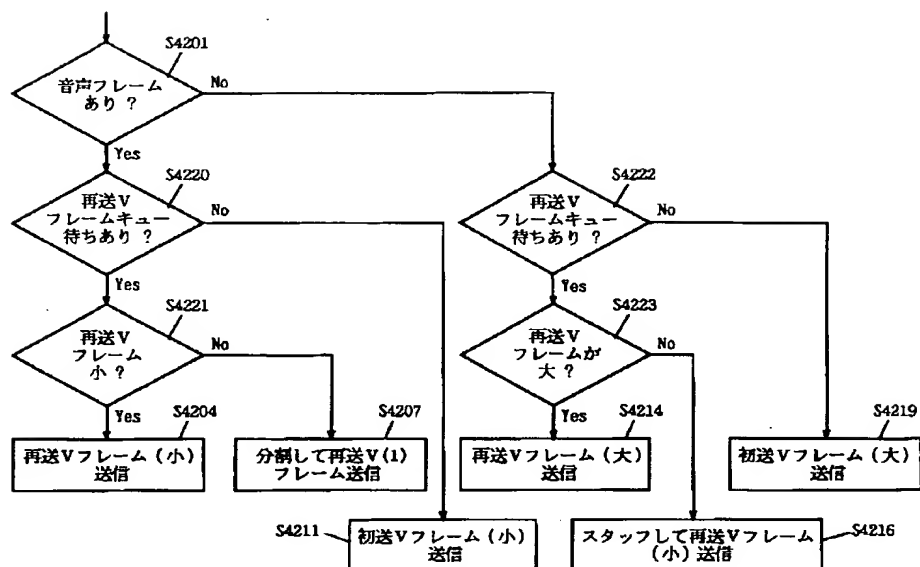 S4201
音声フレーム
あり ?
No
Yes
S4220
再送V
フレームキュー
待ちあり ?
No
Yes
S4222
再送V
フレームキュー
待ちあり ?
No
Yes
S4221
再送V
フレーム
小 ?
No
Yes
S4223
再送V
フレームが
大 ?
No
Yes
S4204
再送Vフレーム(小)
送信
S4207
分割して再送V(1)
フレーム送信
S4214
再送Vフレーム(大)
送信
S4219
初送Vフレーム(大)
送信
S4211
初送Vフレーム(小)
送信
S4216
スタッフして再送Vフレーム
(小)送信